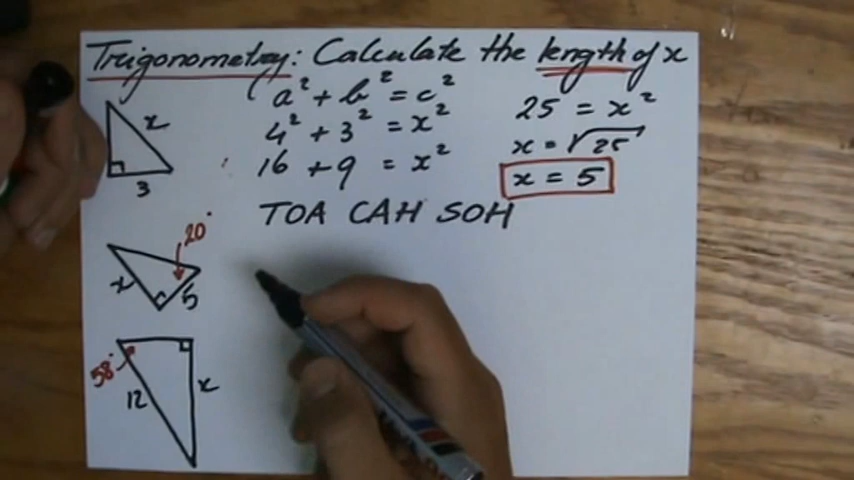 Trigonometry: Calculate the length of x
a² + b² = c²
4² + 3² = x²
16 + 9 = x²
25 = x²
x = √25
x = 5
x
3
TOA CAH SOH
20°
x
5
58°
12
x